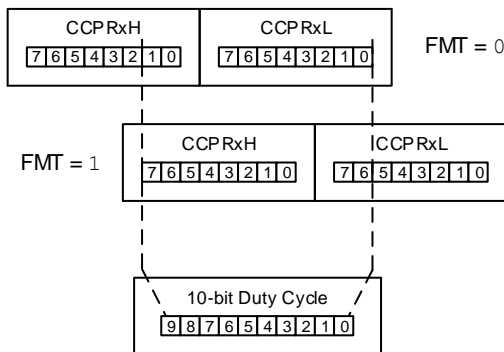 CCPRxH CCPRxL
7 6 5 4 3 2 1 0 7 6 5 4 3 2 1 0
FMT = 0
CCPRxH CCPRxL
FMT = 1
7 6 5 4 3 2 1 0 7 6 5 4 3 2 1 0
10-bit Duty Cycle
9 8 7 6 5 4 3 2 1 0